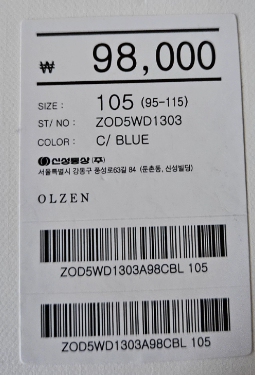 ₩ 98,000
SIZE : 105 (95-115)
ST/ NO : ZOD5WD1303
COLOR : C/ BLUE
신성통상 (주)
서울특별시 강동구 풍성로63길 84 (둔촌동, 신성빌딩)
OLZEN
ZOD5WD1303A98CBL 105
ZOD5WD1303A98CBL 105